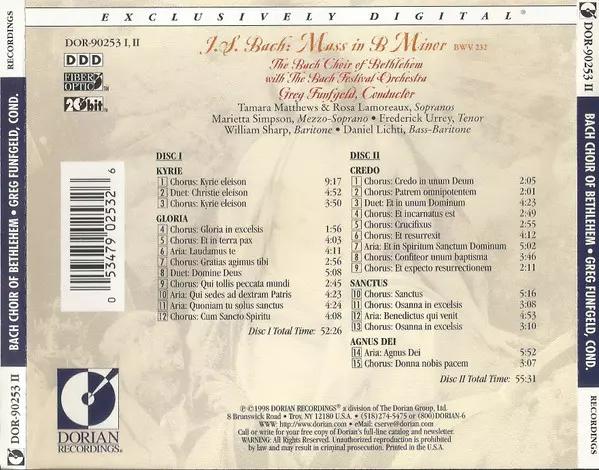 EXCLUSIVELY DIGITAL®
DOR-90253 I, II
DDD
FIBER OPTIC™
20bit™
J.S. Bach: Mass in B Minor BWV 232
The Bach Choir of Bethlehem
with The Bach Festival Orchestra
Greg Funfgeld, Conductor
Tamara Matthews & Rosa Lamoreaux, Sopranos
Marietta Simpson, Mezzo-Soprano • Frederick Urrey, Tenor
William Sharp, Baritone • Daniel Lichti, Bass-Baritone
DISC I
KYRIE
1 Chorus: Kyrie eleison 9:17
2 Duet: Christie eleison 4:52
3 Chorus: Kyrie eleison 3:50
GLORIA
4 Chorus: Gloria in excelsis 1:56
5 Chorus: Et in terra pax 4:03
6 Aria: Laudamus te 4:11
7 Chorus: Gratias agimus tibi 2:56
8 Duet: Domine Deus 5:08
9 Chorus: Qui tollis peccata mundi 2:45
10 Aria: Qui sedes ad dextram Patris 4:23
11 Aria: Quoniam tu solus sanctus 4:24
12 Chorus: Cum Sancto Spiritu 4:08
Disc I Total Time: 52:26
DISC II
CREDO
1 Chorus: Credo in unum Deum 2:05
2 Chorus: Patrem omnipotentem 2:01
3 Duet: Et in unum Dominum 4:23
4 Chorus: Et incarnatus est 2:49
5 Chorus: Crucifixus 2:55
6 Chorus: Et resurrexit 4:12
7 Aria: Et in Spiritum Sanctum Dominum 5:02
8 Chorus: Confiteor unum baptisma 3:46
9 Chorus: Et expecto resurrectionem 2:11
SANCTUS
10 Chorus: Sanctus 5:16
11 Chorus: Osanna in excelsis 3:08
12 Aria: Benedictus qui venit 4:53
13 Chorus: Osanna in excelsis 3:10
AGNUS DEI
14 Aria: Agnus Dei 5:52
15 Chorus: Donna nobis pacem 3:07
Disc II Total Time: 55:31
0 53479 02532 6
DORIAN
RECORDINGS®
℗ ©1998 DORIAN RECORDINGS® a division of The Dorian Group, Ltd.
8 Brunswick Road • Troy, NY 12180 U.S.A. • (518)274-5475 or (800)DORIAN-6
WWW: http://www.dorian.com • eMail: cserve@dorian.com
Call or write for your free copy of Dorian's full-line catalog and newsletter.
WARNING: All Rights Reserved. Unauthorized reproduction is prohibited
by law and may result in criminal prosecution. Printed in the U.S.A.
DOR-90253 II
BACH CHOIR OF BETHLEHEM • GREG FUNFGELD, COND.
RECORDINGS
DORIAN
RECORDINGS
DOR-90253 II
BACH CHOIR OF BETHLEHEM • GREG FUNFGELD, COND.